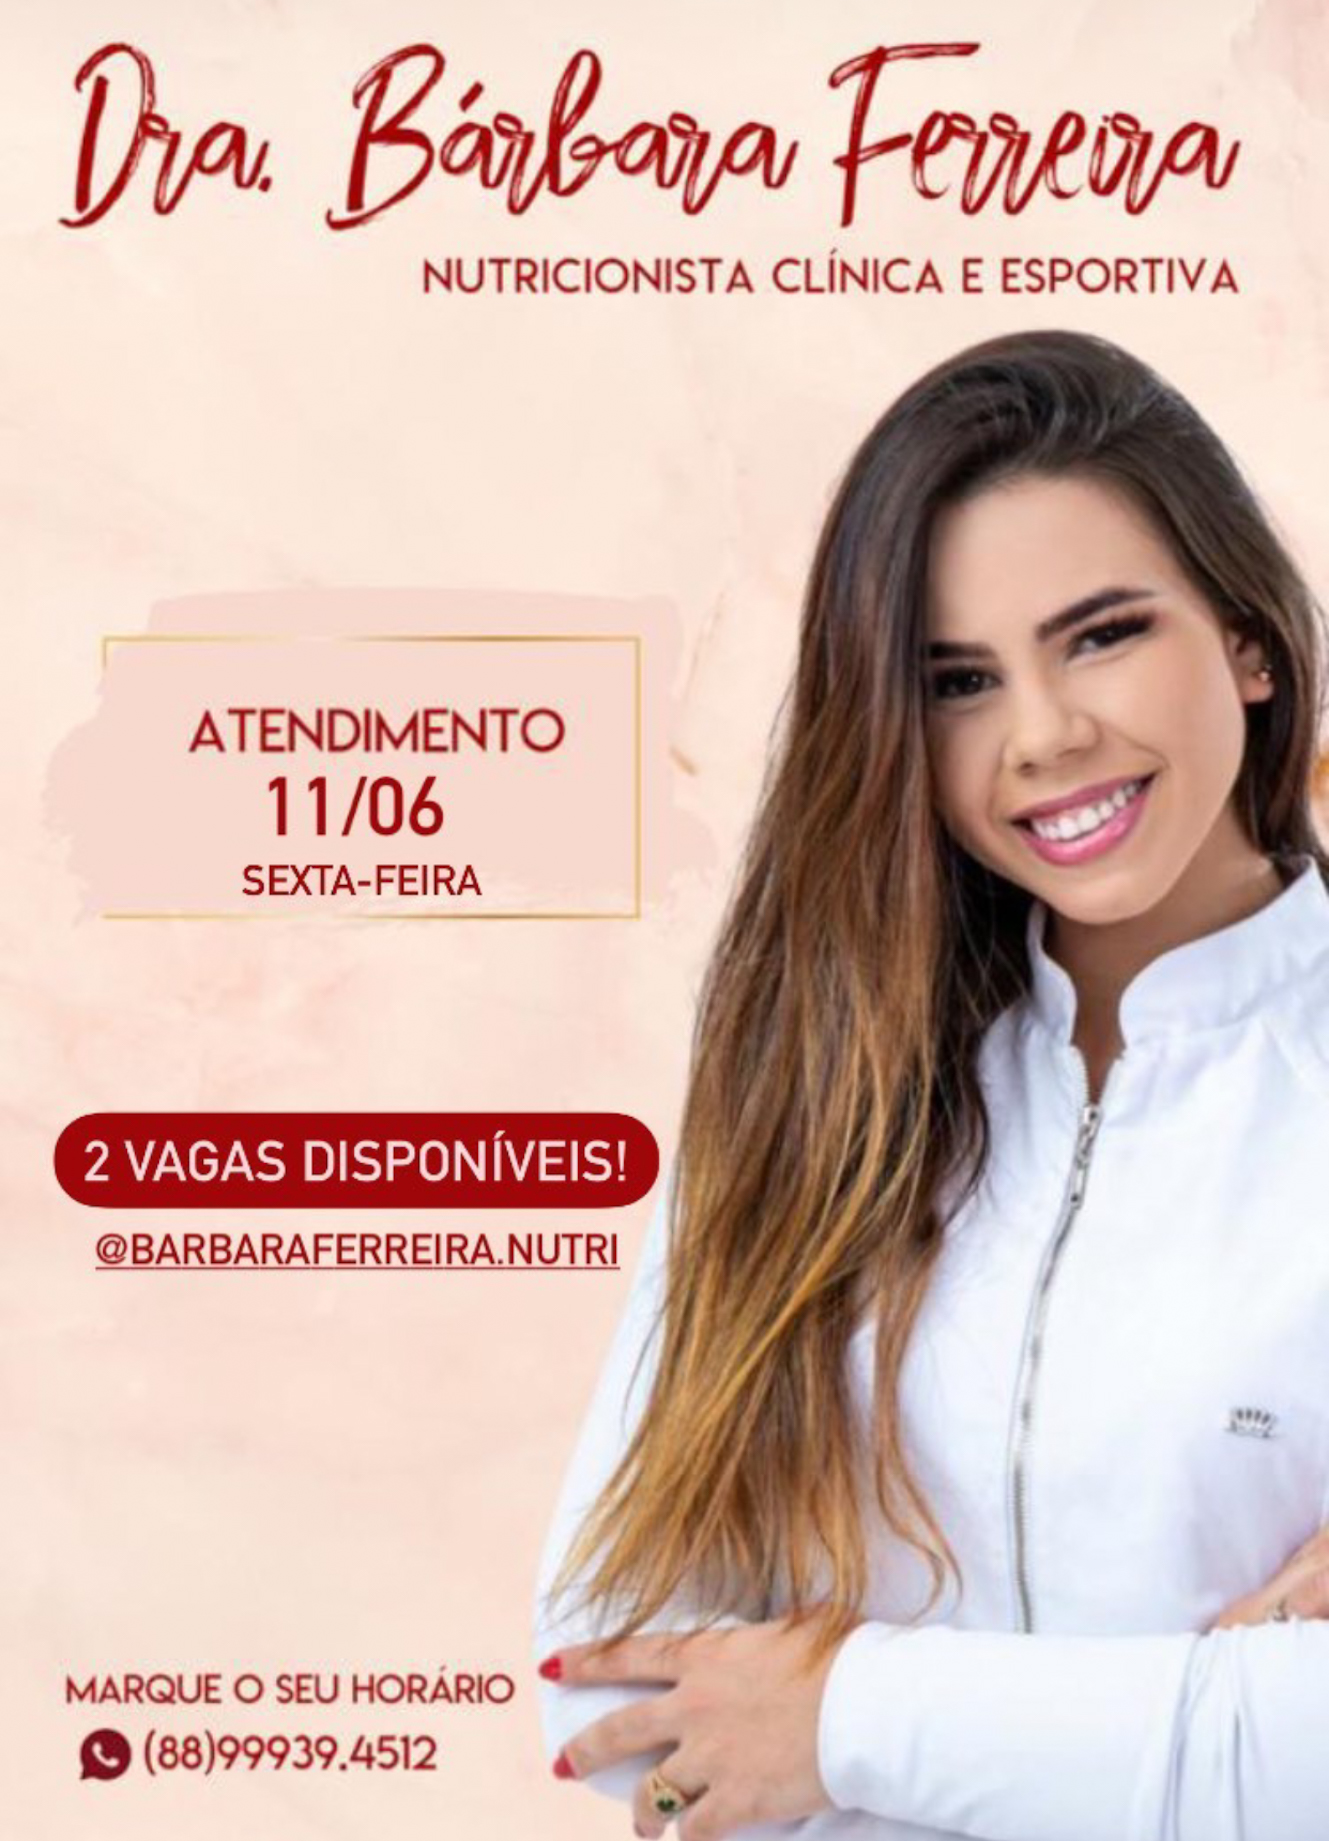 Dra. Bárbara Ferreira
NUTRICIONISTA CLÍNICA E ESPORTIVA
ATENDIMENTO
11/06
SEXTA-FEIRA
2 VAGAS DISPONÍVEIS!
@BARBARAFERREIRA.NUTRI
MARQUE O SEU HORÁRIO
(88)99939.4512